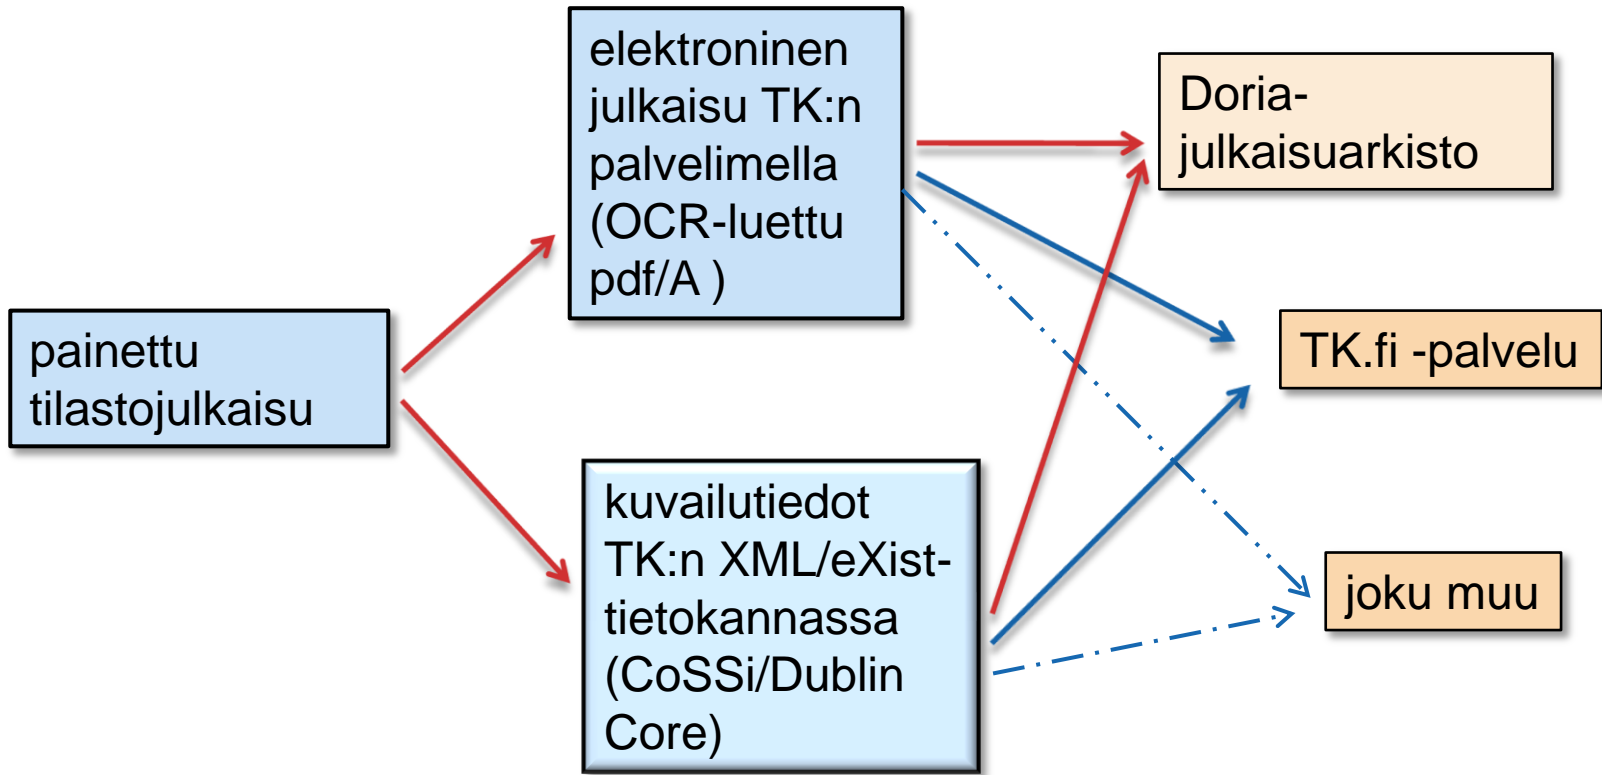 painettu
tilastojulkaisu
elektroninen
julkaisu TK:n
palvelimella
(OCR-luettu
pdf/A )
kuvailutiedot
TK:n XML/eXist-
tietokannassa
(CoSSi/Dublin
Core)
Doria-
julkaisuarkisto
TK.fi -palvelu
joku muu